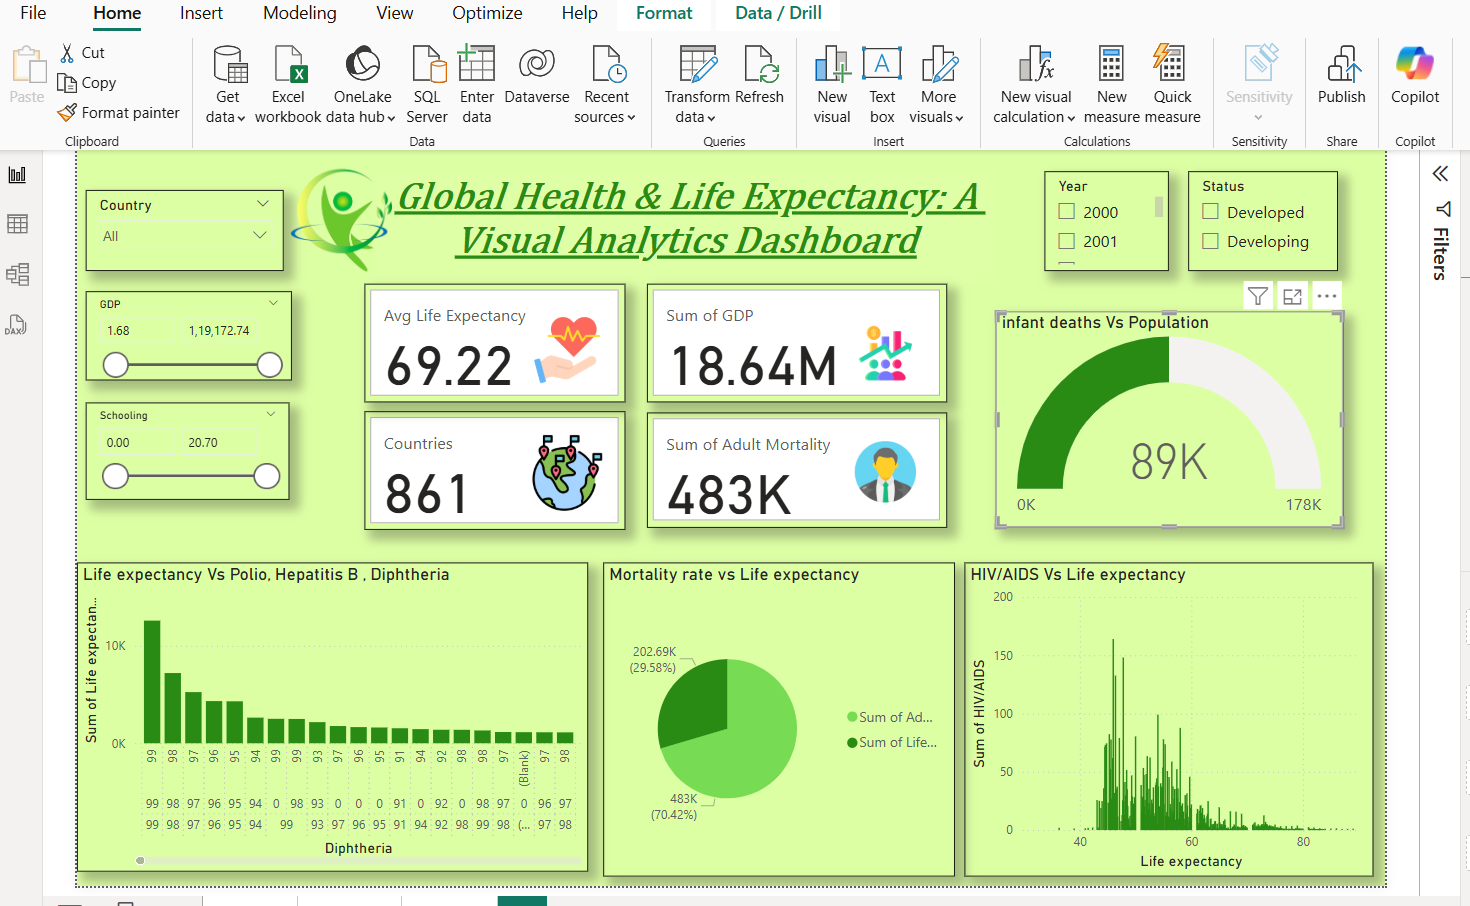 File Home Insert Modeling View Optimize Help Format Data / Drill
Paste
Cut
Copy
Format painter
Clipboard
Get data
Excel workbook
OneLake data hub
SQL Server
Enter data
Dataverse
Recent sources
Data
Transform data
Refresh
Queries
New visual
Text box
More visuals
Insert
New visual calculation
New measure
Quick measure
Calculations
Sensitivity
Sensitivity
Publish
Share
Copilot
Copilot
DAX
Filters
Country
All
Global Health & Life Expectancy: A
Visual Analytics Dashboard
Year
2000
2001
Status
Developed
Developing
GDP
1.68 1,19,172.74
Schooling
0.00 20.70
Avg Life Expectancy
69.22
Sum of GDP
18.64M
Countries
861
Sum of Adult Mortality
483K
infant deaths Vs Population
89K
0K 178K
Life expectancy Vs Polio, Hepatitis B , Diphtheria
Sum of Life expectan...
10K
0K
99 98 97 96 95 94 99 99 93 97 96 95 91 94 92 98 98 97 (Blank) 97 98
99 98 97 96 95 94 0 98 93 0 0 0 91 0 92 0 98 97 0 96 97
99 98 97 96 95 94 99 93 97 96 95 91 94 92 98 99 98 (... 97 98
Diphtheria
Mortality rate vs Life expectancy
202.69K
(29.58%)
483K
(70.42%)
Sum of Ad...
Sum of Life...
HIV/AIDS Vs Life expectancy
Sum of HIV/AIDS
200
150
100
50
0
40 60 80
Life expectancy